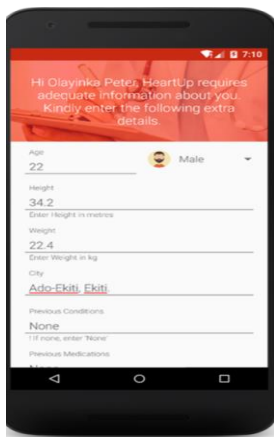 7:10
Hi Olayinka Peter, HeartUp requires
adequate information about you.
Kindly enter the following extra
details.
Age
22
Male
Height
34.2
Enter Height in metres
Weight
22.4
Enter Weight in kg
City
Ado-Ekiti, Ekiti.
Previous Conditions
None
! If none, enter 'None'
Previous Medications
None